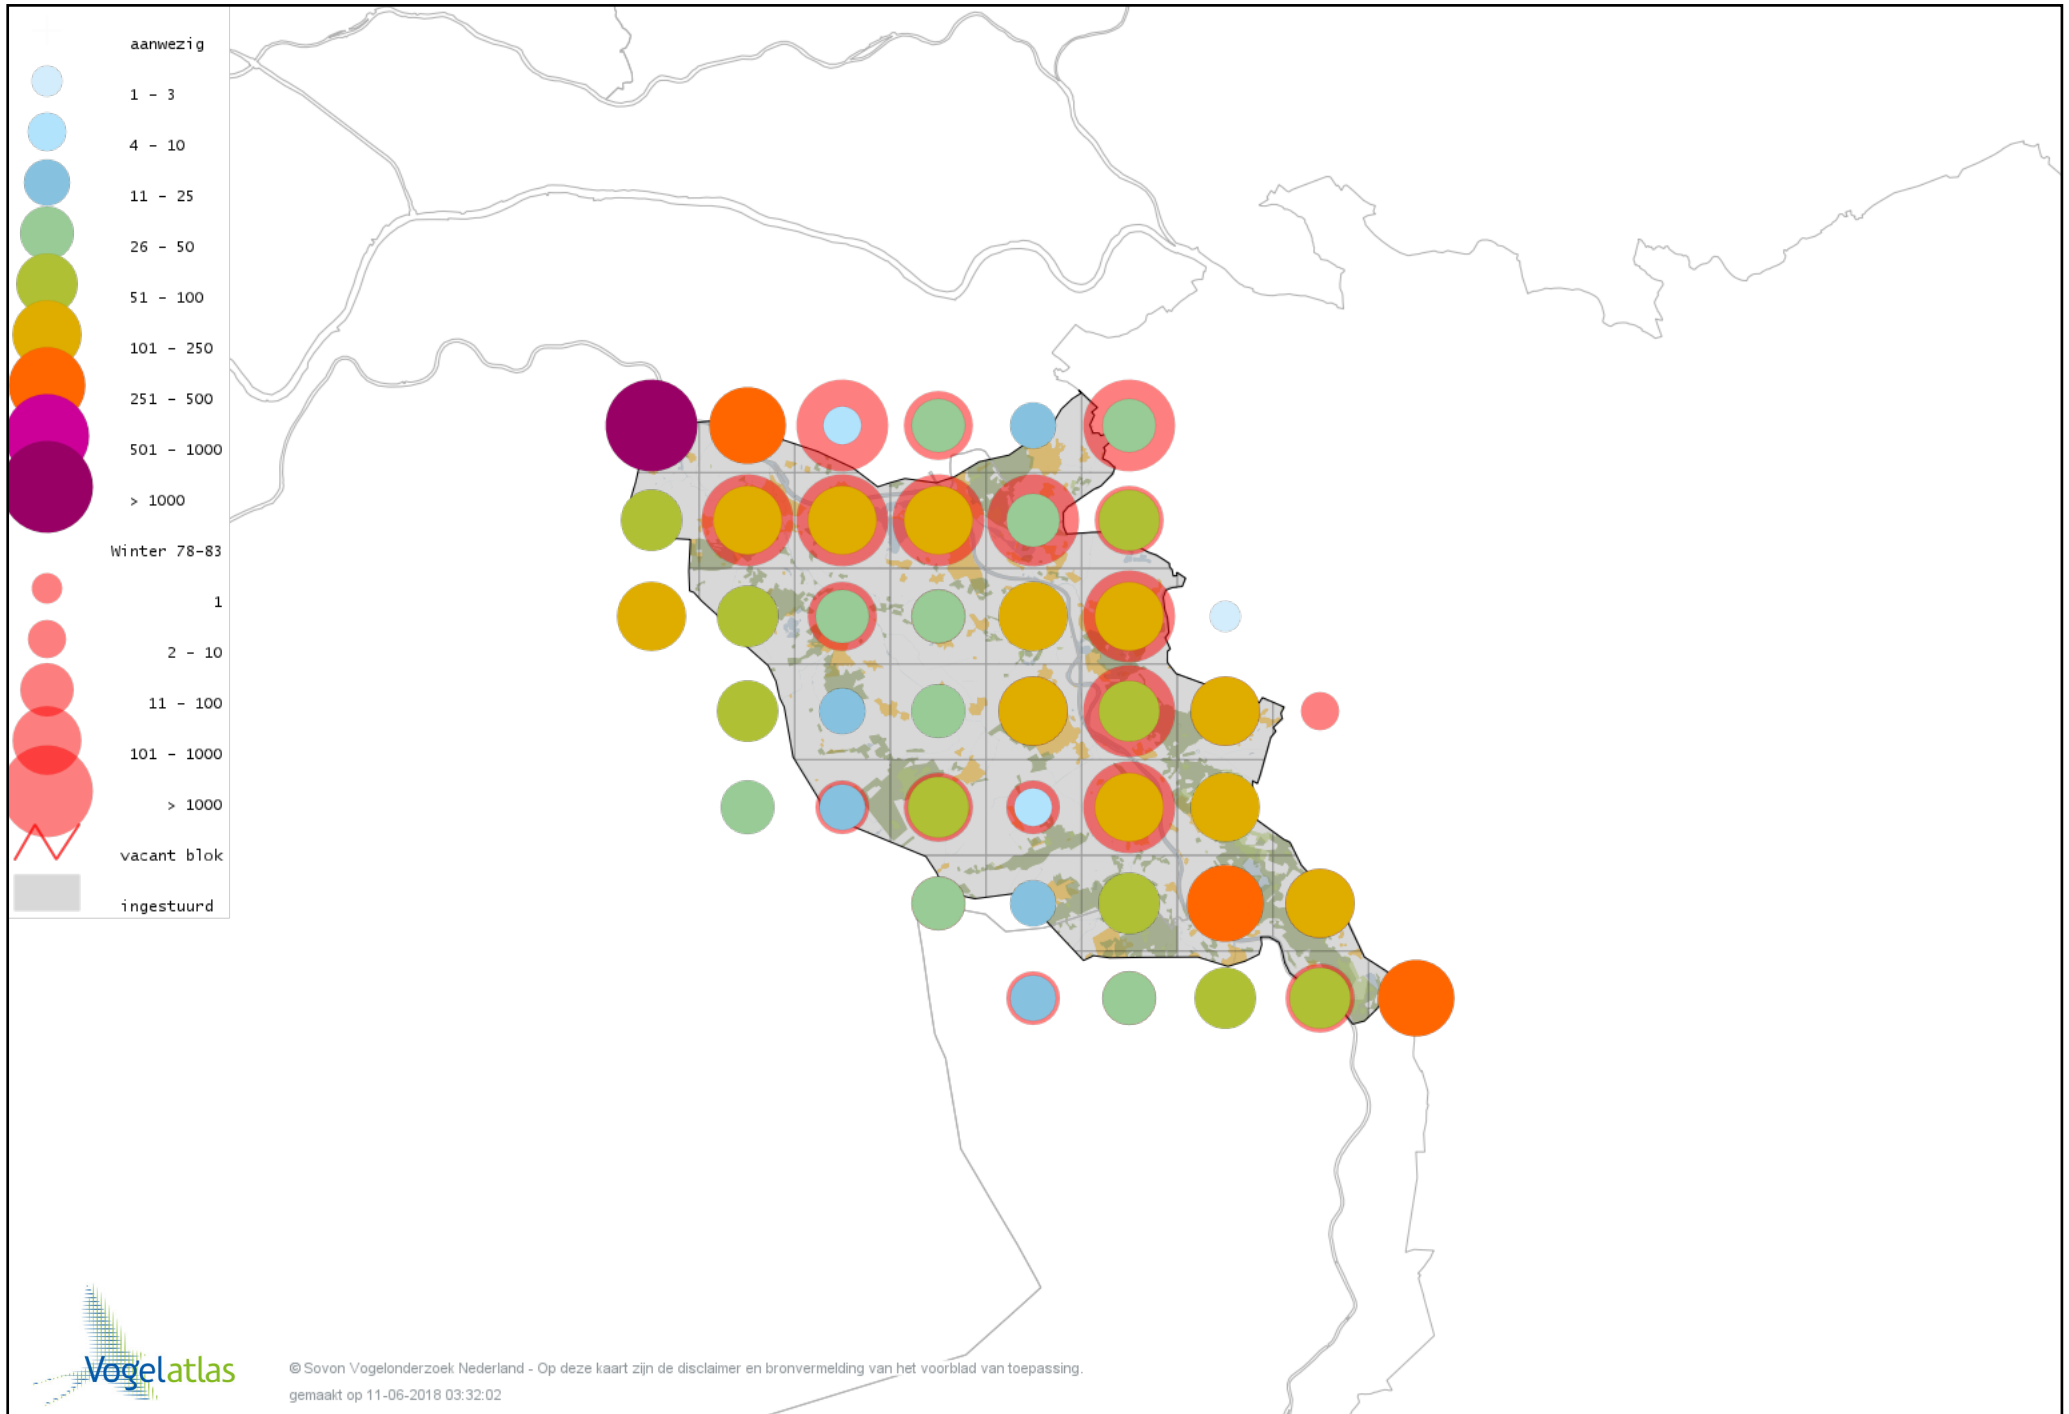 aanwezig
1 - 3
4 - 10
11 - 25
26 - 50
51 - 100
101 - 250
251 - 500
501 - 1000
> 1000
Winter 78-83
1
2 - 10
11 - 100
101 - 1000
> 1000
vacant blok
ingestuurd
Vogelatlas
© Sovon Vogelonderzoek Nederland - Op deze kaart zijn de disclaimer en bronvermelding van het voorblad van toepassing.
gemaakt op 11-06-2018 03:32:02